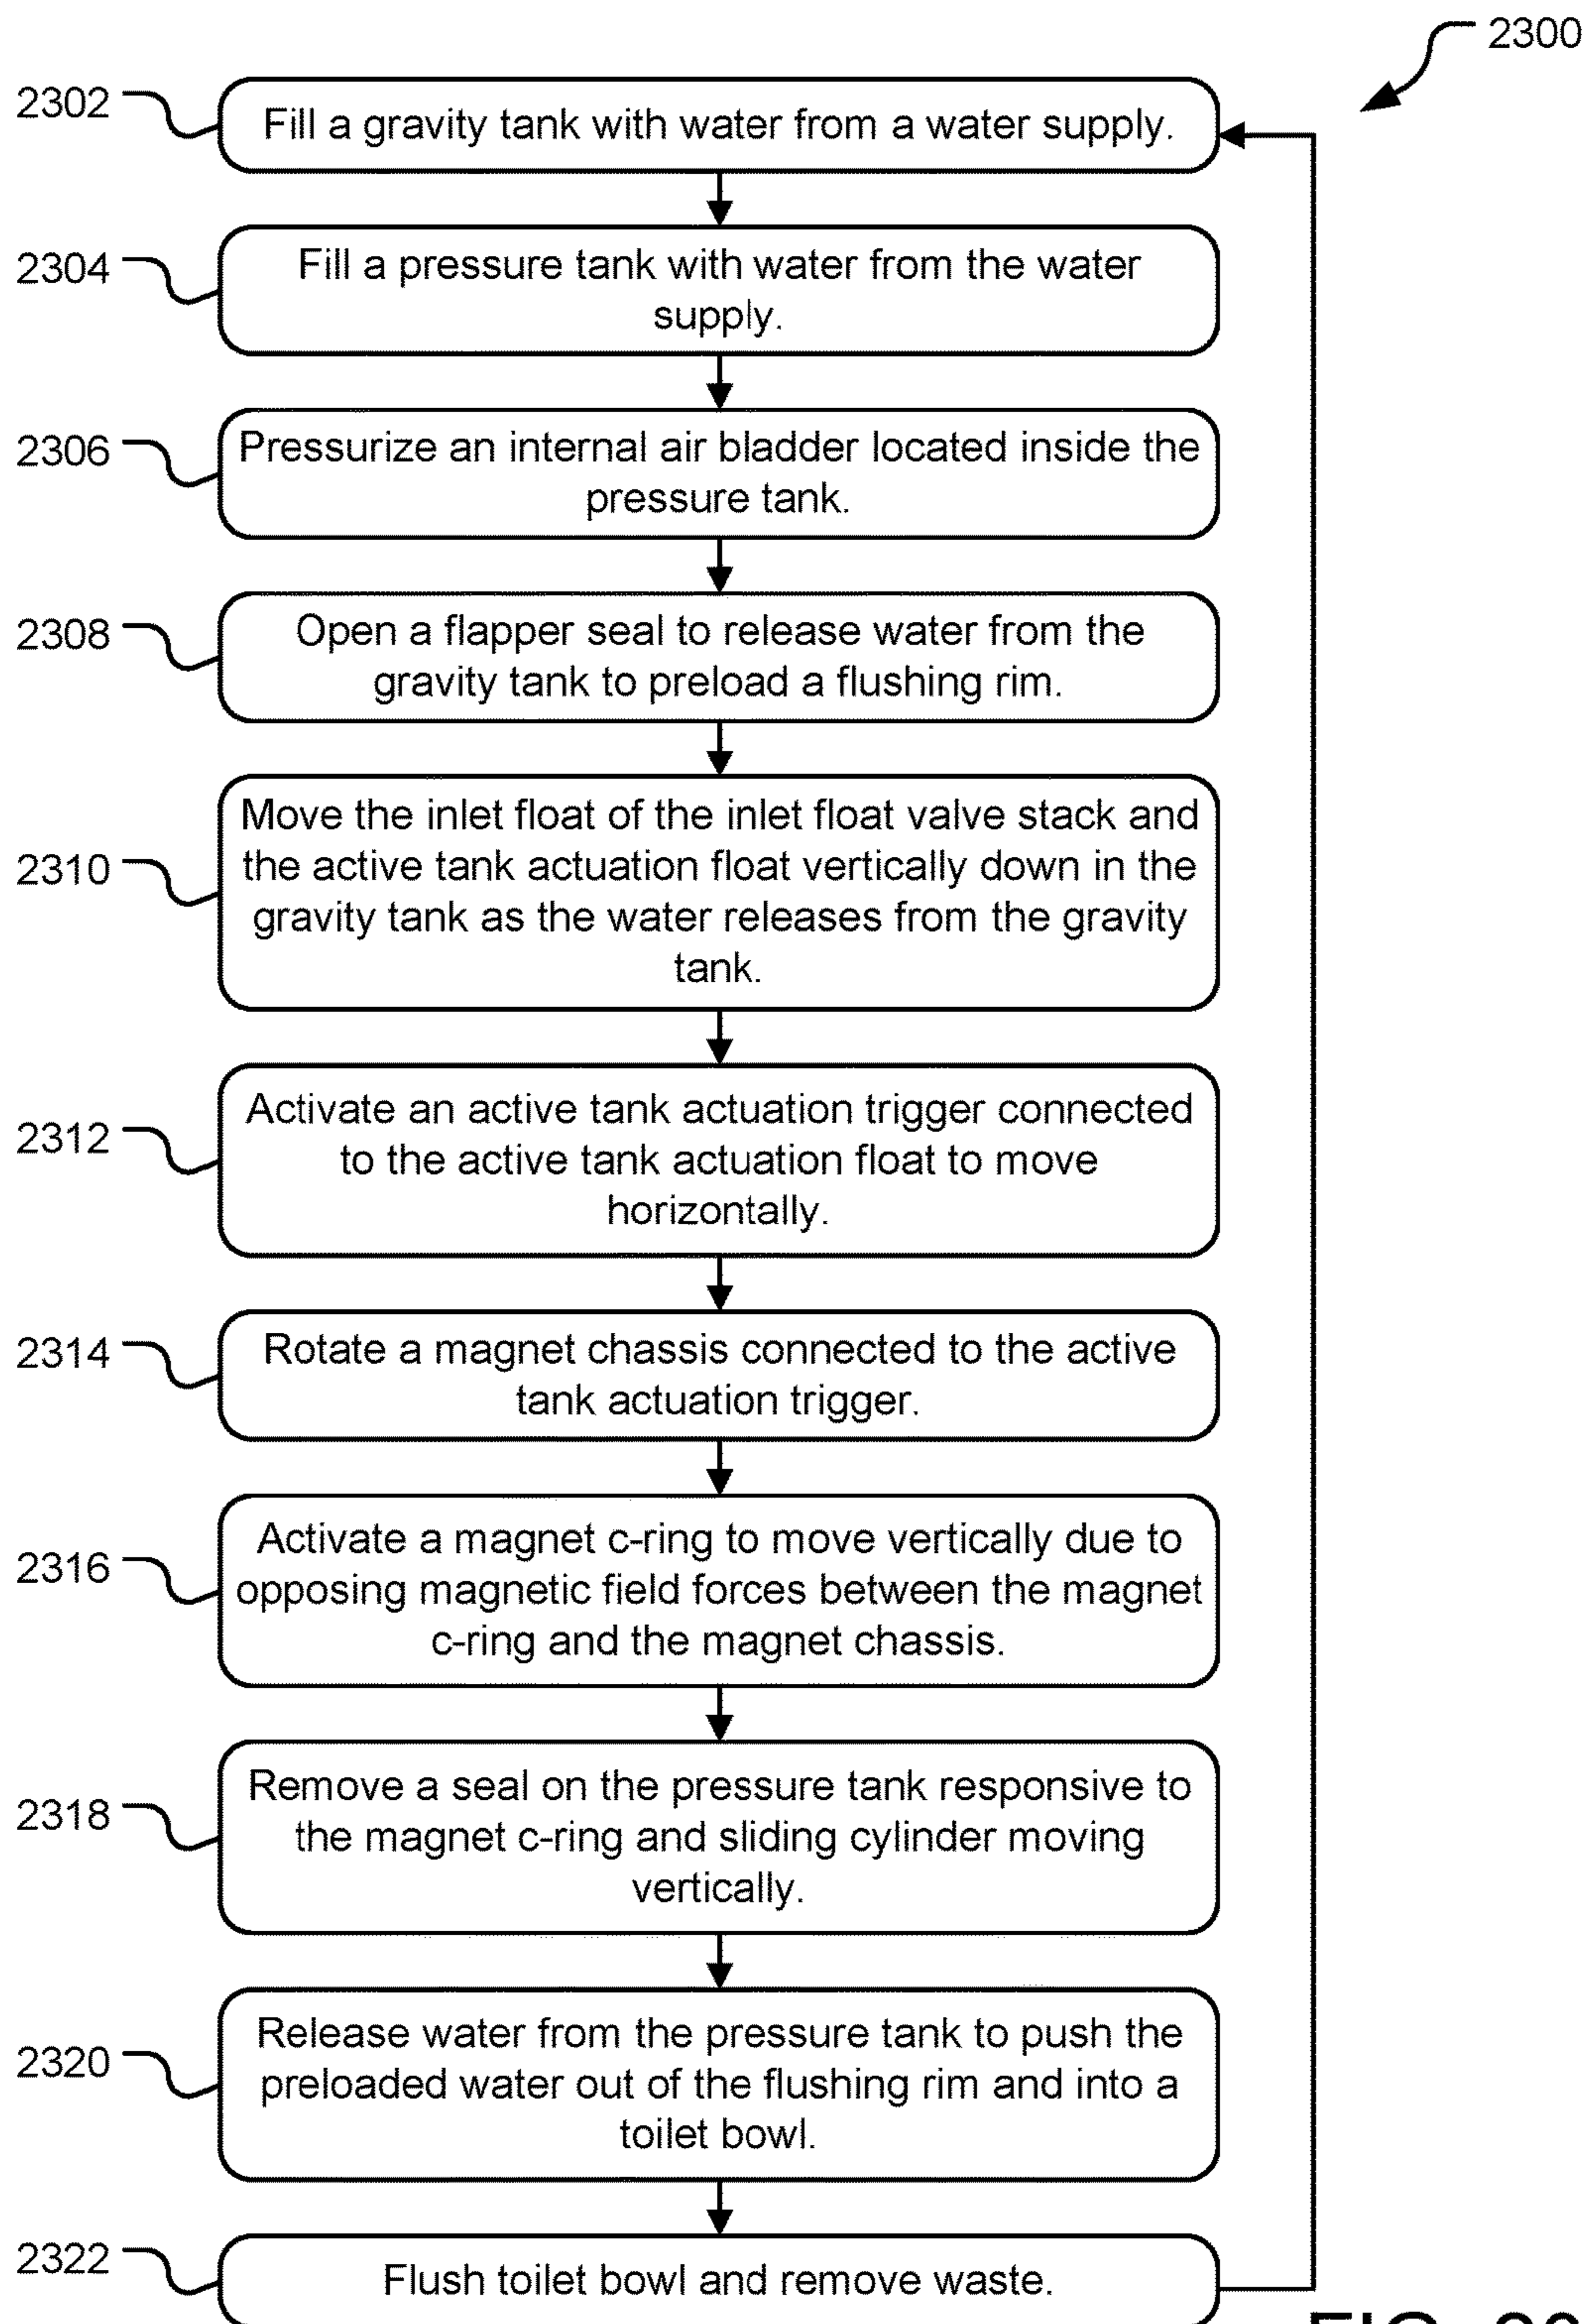 2300
2302
Fill a gravity tank with water from a water supply.
2304
Fill a pressure tank with water from the water
supply.
2306
Pressurize an internal air bladder located inside the
pressure tank.
2308
Open a flapper seal to release water from the
gravity tank to preload a flushing rim.
2310
Move the inlet float of the inlet float valve stack and
the active tank actuation float vertically down in the
gravity tank as the water releases from the gravity
tank.
2312
Activate an active tank actuation trigger connected
to the active tank actuation float to move
horizontally.
2314
Rotate a magnet chassis connected to the active
tank actuation trigger.
2316
Activate a magnet c-ring to move vertically due to
opposing magnetic field forces between the magnet
c-ring and the magnet chassis.
2318
Remove a seal on the pressure tank responsive to
the magnet c-ring and sliding cylinder moving
vertically.
2320
Release water from the pressure tank to push the
preloaded water out of the flushing rim and into a
toilet bowl.
2322
Flush toilet bowl and remove waste.